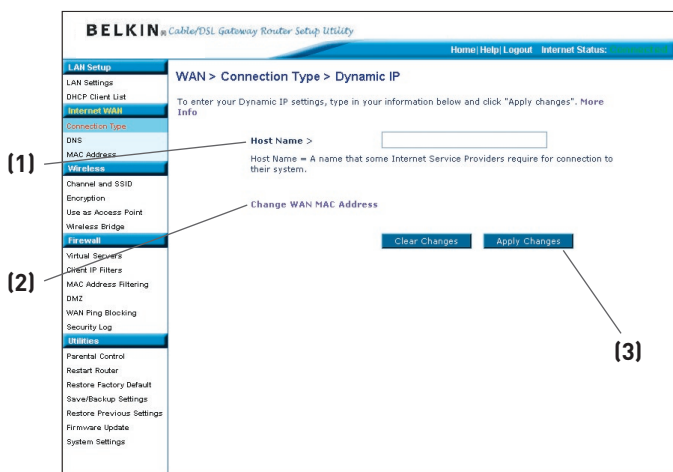 BELKIN® Cable/DSL Gateway Router Setup Utility
Home|Help|Logout Internet Status:
LAN Setup
LAN Settings
DHCP Client List
Internet WAN
Connection Type
DNS
MAC Address
Wireless
Channel and SSID
Encryption
Use as Access Point
Wireless Bridge
Firewall
Virtual Servers
Client IP Filters
MAC Address Filtering
DMZ
WAN Ping Blocking
Security Log
Utilities
Parental Control
Restart Router
Restore Factory Default
Save/Backup Settings
Restore Previous Settings
Firmware Update
System Settings
WAN > Connection Type > Dynamic IP
To enter your Dynamic IP settings, type in your information below and click "Apply changes". More
Info
Host Name >
Host Name = A name that some Internet Service Providers require for connection to
their system.
Change WAN MAC Address
Clear Changes Apply Changes
(1)
(2)
(3)